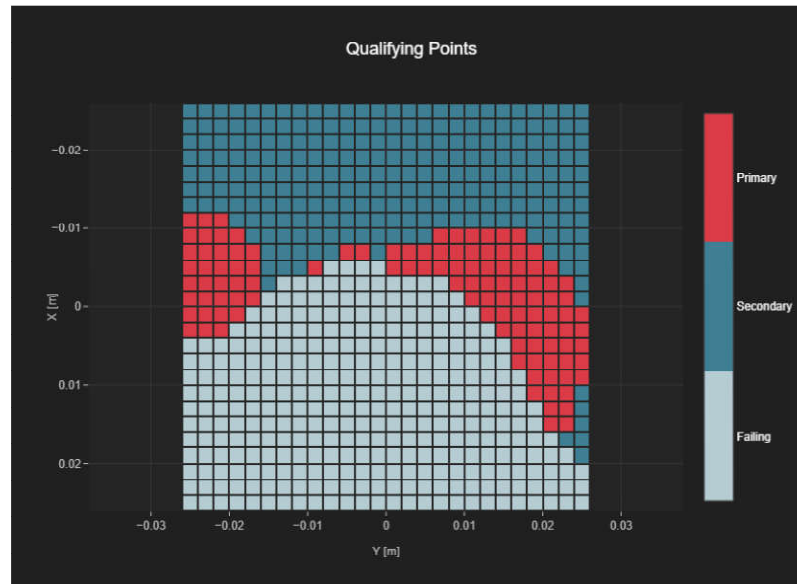 Qualifying Points
−0.02
−0.01
0
0.01
0.02
X [m]
−0.03
−0.02
−0.01
0
0.01
0.02
0.03
Y [m]
Primary
Secondary
Failing